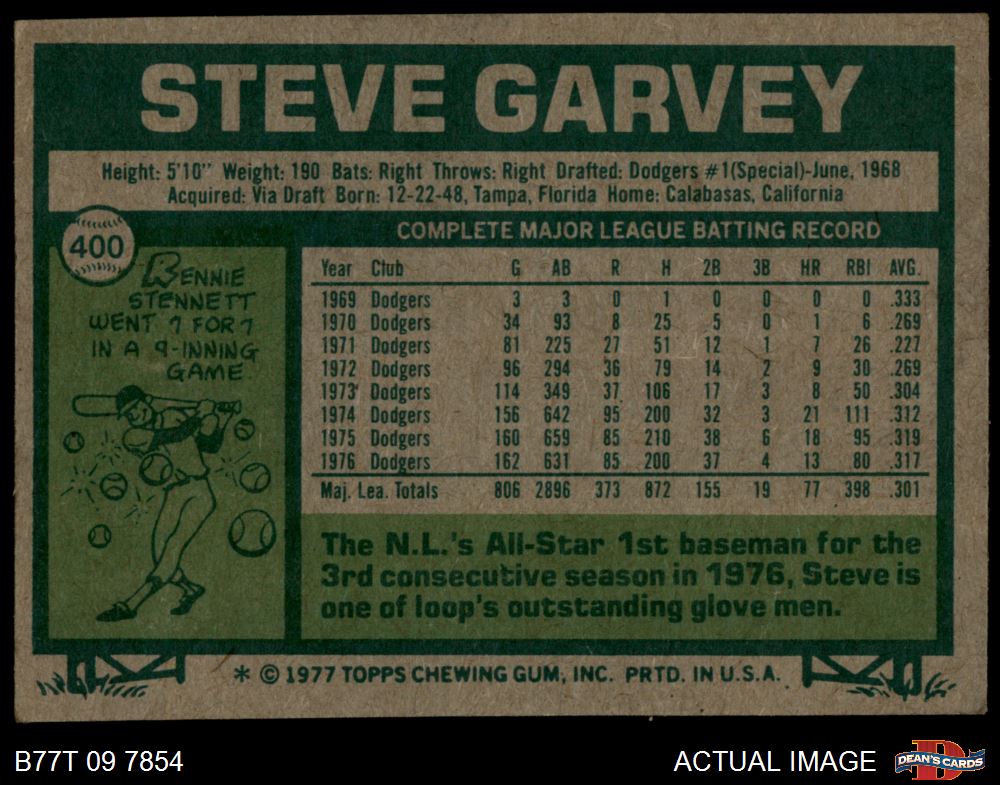 STEVE GARVEY
Height: 5'10" Weight: 190 Bats: Right Throws: Right Drafted: Dodgers #1(Special)-June, 1968
Acquired: Via Draft Born: 12-22-48, Tampa, Florida Home: Calabasas, California
400
BENNIE
STENNETT
WENT 7 FOR 7
IN A 9-INNING
GAME.
COMPLETE MAJOR LEAGUE BATTING RECORD
Year Club G AB R H 2B 3B HR RBI AVG.
1969 Dodgers 3 3 0 1 0 0 0 0 .333
1970 Dodgers 34 93 8 25 5 0 1 6 .269
1971 Dodgers 81 225 27 51 12 1 7 26 .227
1972 Dodgers 96 294 36 79 14 2 9 30 .269
1973 Dodgers 114 349 37 106 17 3 8 50 .304
1974 Dodgers 156 642 95 200 32 3 21 111 .312
1975 Dodgers 160 659 85 210 38 6 18 95 .319
1976 Dodgers 162 631 85 200 37 4 13 80 .317
Maj. Lea. Totals 806 2896 373 872 155 19 77 398 .301
The N.L.'s All-Star 1st baseman for the
3rd consecutive season in 1976, Steve is
one of loop's outstanding glove men.
* © 1977 TOPPS CHEWING GUM, INC. PRTD. IN U.S.A.
B77T 09 7854
ACTUAL IMAGE
DEAN'S CARDS